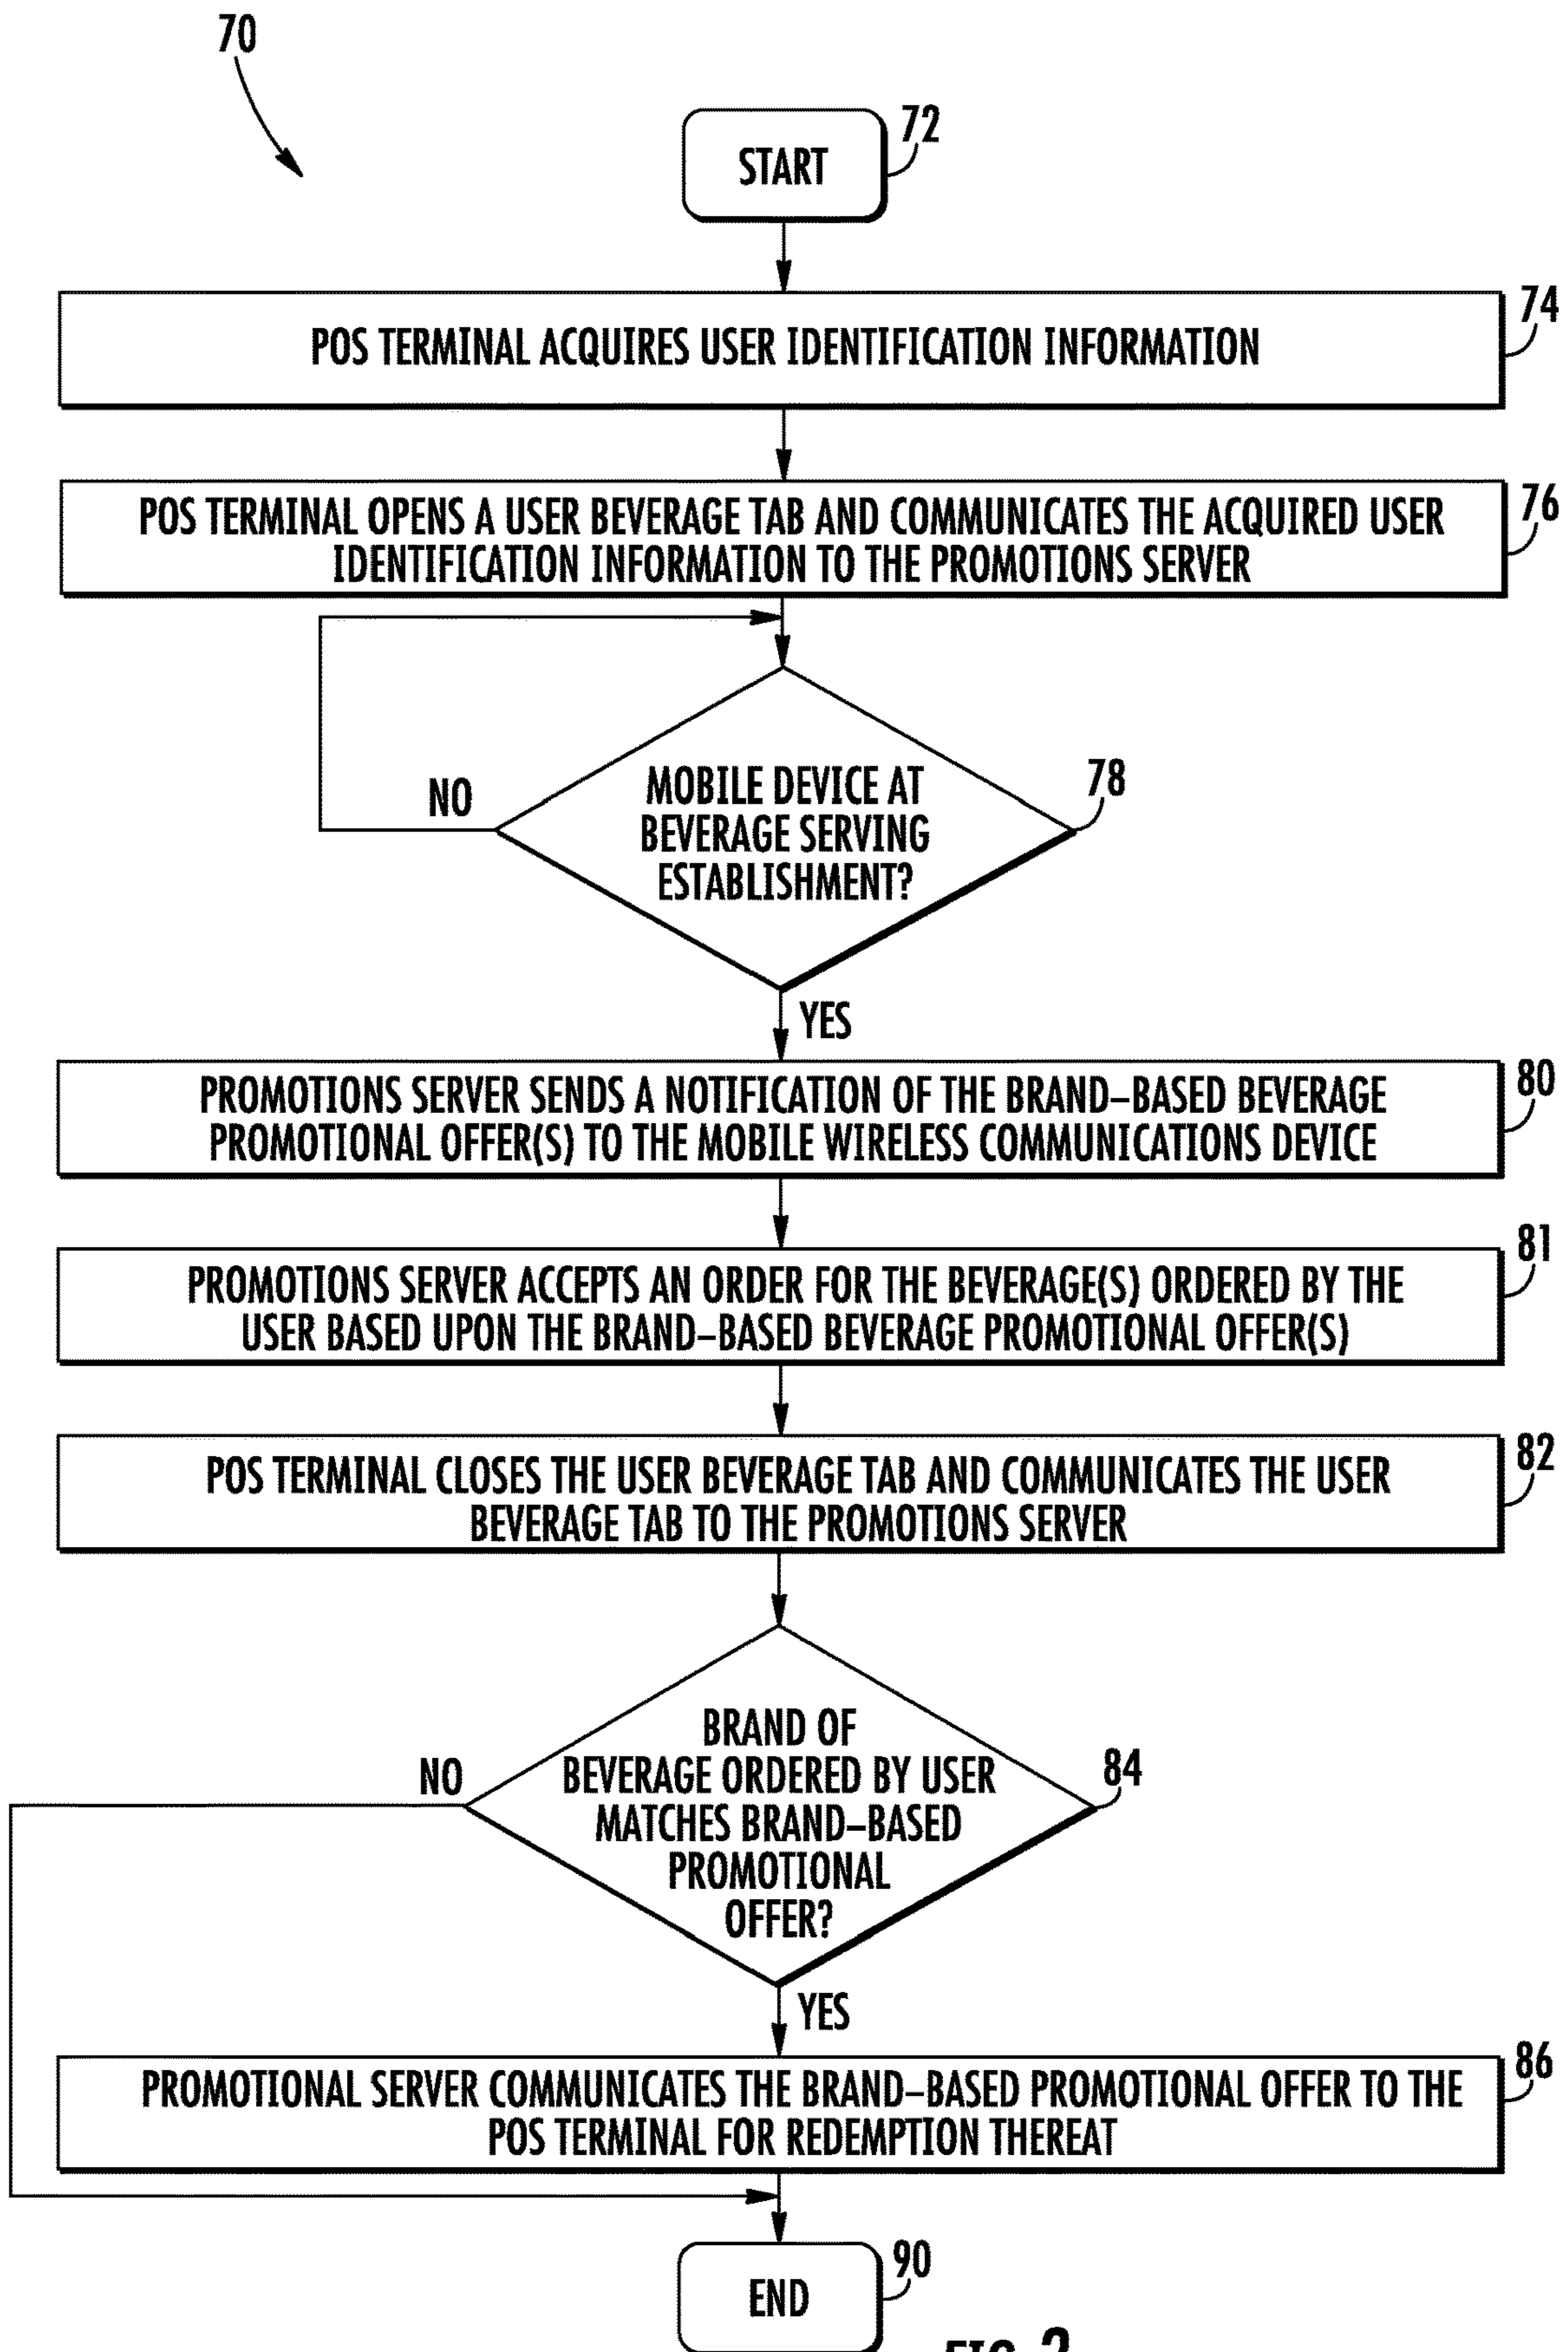 70
72
START
74
POS TERMINAL ACQUIRES USER IDENTIFICATION INFORMATION
76
POS TERMINAL OPENS A USER BEVERAGE TAB AND COMMUNICATES THE ACQUIRED USER
IDENTIFICATION INFORMATION TO THE PROMOTIONS SERVER
78
NO
MOBILE DEVICE AT
BEVERAGE SERVING
ESTABLISHMENT?
YES
80
PROMOTIONS SERVER SENDS A NOTIFICATION OF THE BRAND–BASED BEVERAGE
PROMOTIONAL OFFER(S) TO THE MOBILE WIRELESS COMMUNICATIONS DEVICE
81
PROMOTIONS SERVER ACCEPTS AN ORDER FOR THE BEVERAGE(S) ORDERED BY THE
USER BASED UPON THE BRAND–BASED BEVERAGE PROMOTIONAL OFFER(S)
82
POS TERMINAL CLOSES THE USER BEVERAGE TAB AND COMMUNICATES THE USER
BEVERAGE TAB TO THE PROMOTIONS SERVER
84
NO
BRAND OF
BEVERAGE ORDERED BY USER
MATCHES BRAND–BASED
PROMOTIONAL
OFFER?
YES
86
PROMOTIONAL SERVER COMMUNICATES THE BRAND–BASED PROMOTIONAL OFFER TO THE
POS TERMINAL FOR REDEMPTION THEREAT
90
END